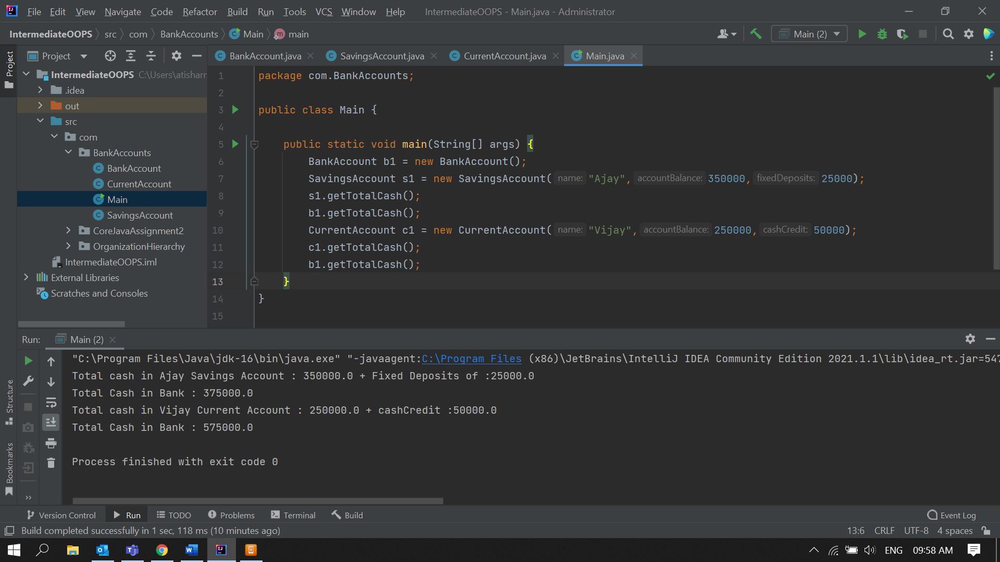 File Edit View Navigate Code Refactor Build Run Tools VCS Window Help IntermediateOOPS - Main.java - Administrator
IntermediateOOPS src com BankAccounts Main main Main (2)
Project BankAccount.java SavingsAccount.java CurrentAccount.java Main.java
Project
IntermediateOOPS C:\Users\atisharr
.idea
out
src
com
BankAccounts
BankAccount
CurrentAccount
Main
SavingsAccount
CoreJavaAssignment2
OrganizationHierarchy
IntermediateOOPS.iml
External Libraries
Scratches and Consoles
1 package com.BankAccounts;
2
3 public class Main {
4
5 public static void main(String[] args) {
6 BankAccount b1 = new BankAccount();
7 SavingsAccount s1 = new SavingsAccount( name: "Ajay", accountBalance: 350000, fixedDeposits: 25000);
8 s1.getTotalCash();
9 b1.getTotalCash();
10 CurrentAccount c1 = new CurrentAccount( name: "Vijay", accountBalance: 250000, cashCredit: 50000);
11 c1.getTotalCash();
12 b1.getTotalCash();
13 }
14 }
15
Run: Main (2)
"C:\Program Files\Java\jdk-16\bin\java.exe" "-javaagent:C:\Program Files (x86)\JetBrains\IntelliJ IDEA Community Edition 2021.1.1\lib\idea_rt.jar=547
Total cash in Ajay Savings Account : 350000.0 + Fixed Deposits of :25000.0
Total Cash in Bank : 375000.0
Total cash in Vijay Current Account : 250000.0 + cashCredit :50000.0
Total Cash in Bank : 575000.0
Process finished with exit code 0
Structure
Bookmarks
Version Control Run TODO Problems Terminal Build Event Log
Build completed successfully in 1 sec, 118 ms (10 minutes ago) 13:6 CRLF UTF-8 4 spaces
ENG 09:58 AM